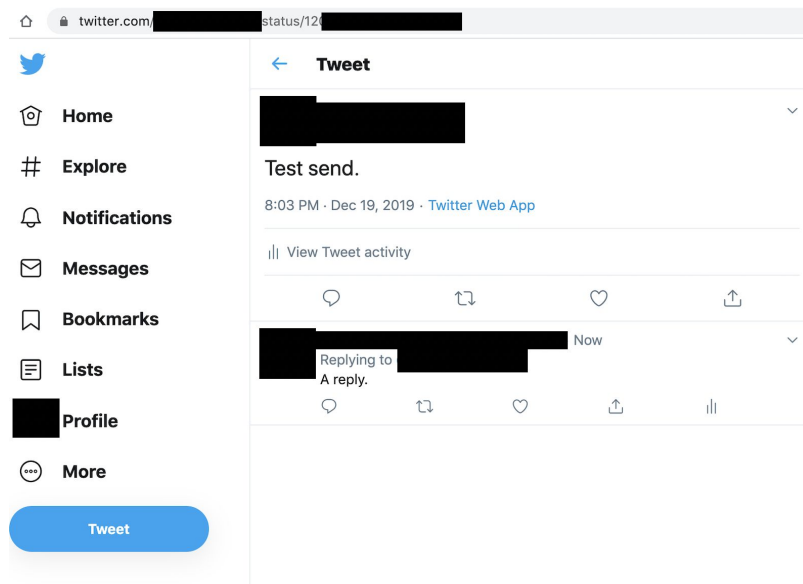 twitter.com/ status/120
Tweet
Home
Test send.
Explore
8:03 PM · Dec 19, 2019 · Twitter Web App
Notifications
View Tweet activity
Messages
Bookmarks
Now
Replying to
Lists
A reply.
Profile
More
Tweet